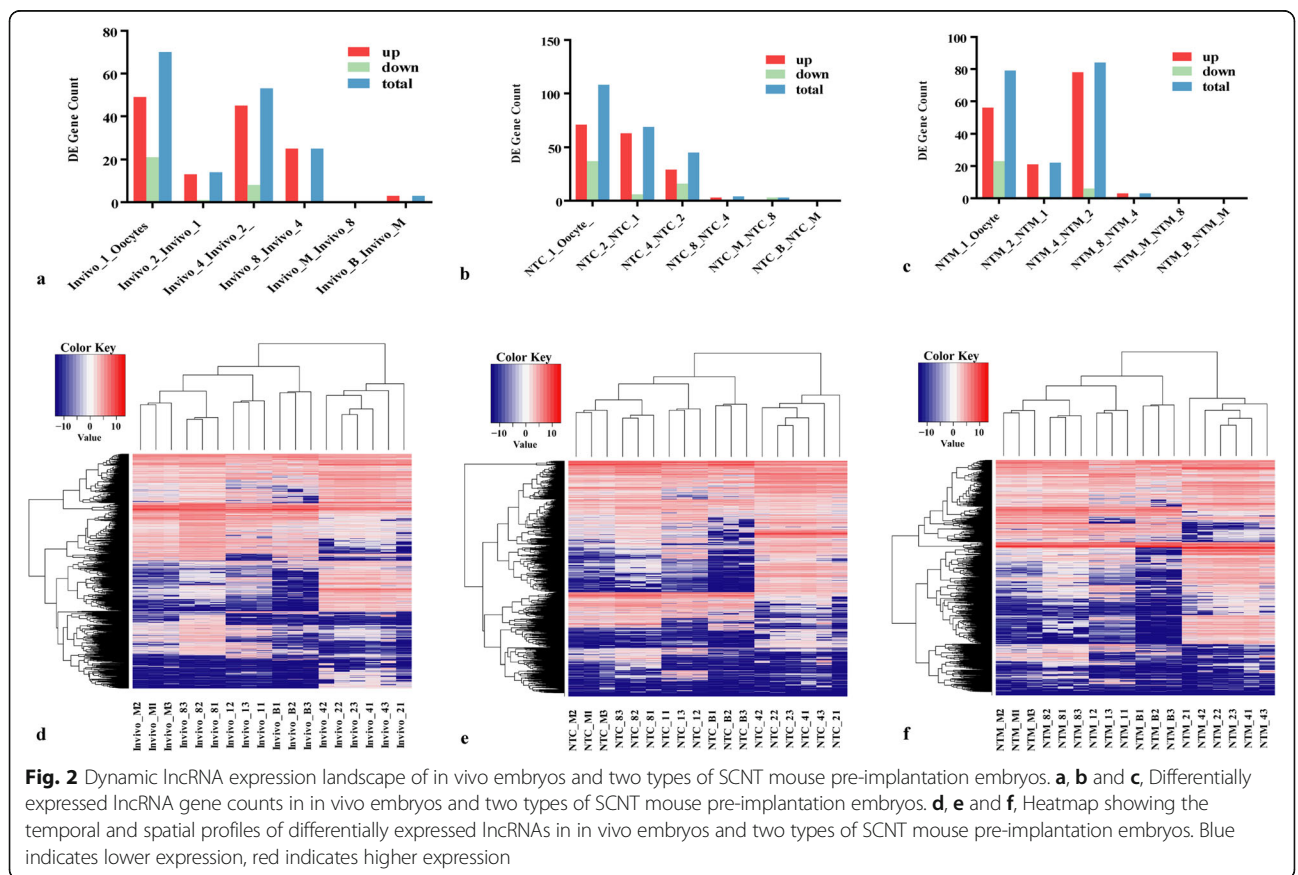 80
60
40
20
0
DE Gene Count
up
down
total
Invivo_1_Oocytes
Invivo_2_Invivo_1
Invivo_4_Invivo_2_
Invivo_8_Invivo_4
Invivo_M_Invivo_8
Invivo_B_Invivo_M
a
150
100
50
0
DE Gene Count
up
down
total
NTC_1_Oocyte_
NTC_2_NTC_1
NTC_4_NTC_2
NTC_8_NTC_4
NTC_M_NTC_8
NTC_B_NTC_M
b
100
80
60
40
20
0
DE Gene Count
up
down
total
NTM_1_Oocyte
NTM_2_NTM_1
NTM_4_NTM_2
NTM_8_NTM_4
NTM_M_NTM_8
NTM_B_NTM_M
c
Color Key
−10 0 10
Value
Invivo_M2
Invivo_M1
Invivo_M3
Invivo_83
Invivo_82
Invivo_81
Invivo_12
Invivo_13
Invivo_11
Invivo_B1
Invivo_B2
Invivo_B3
Invivo_42
Invivo_22
Invivo_23
Invivo_41
Invivo_43
Invivo_21
d
Color Key
−10 0 10
Value
NTC_M2
NTC_M1
NTC_M3
NTC_83
NTC_82
NTC_81
NTC_11
NTC_13
NTC_12
NTC_B1
NTC_B2
NTC_B3
NTC_42
NTC_22
NTC_23
NTC_41
NTC_43
NTC_21
e
Color Key
−10 0 10
Value
NTM_M2
NTM_M1
NTM_M3
NTM_82
NTM_81
NTM_83
NTM_12
NTM_13
NTM_11
NTM_B1
NTM_B2
NTM_B3
NTM_21
NTM_42
NTM_22
NTM_23
NTM_41
NTM_43
f
Fig. 2 Dynamic lncRNA expression landscape of in vivo embryos and two types of SCNT mouse pre-implantation embryos. a, b and c, Differentially
expressed lncRNA gene counts in in vivo embryos and two types of SCNT mouse pre-implantation embryos. d, e and f, Heatmap showing the
temporal and spatial profiles of differentially expressed lncRNAs in in vivo embryos and two types of SCNT mouse pre-implantation embryos. Blue
indicates lower expression, red indicates higher expression